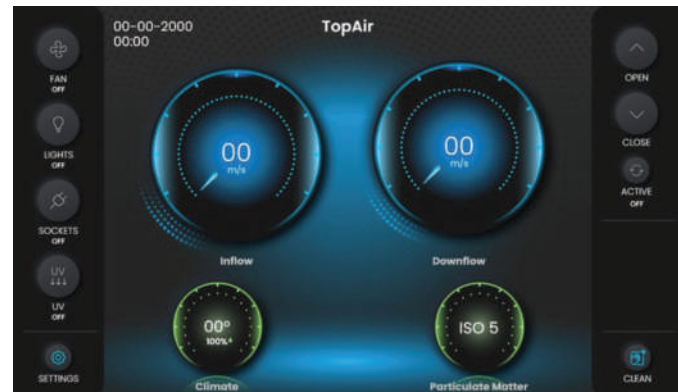 00-00-2000
00:00
TopAir
FAN
OFF
LIGHTS
OFF
SOCKETS
OFF
UV
UV
OFF
SETTINGS
00
m/s
Inflow
00
m/s
Downflow
00°
100%
Climate
ISO 5
Particulate Matter
OPEN
CLOSE
ACTIVE
OFF
CLEAN